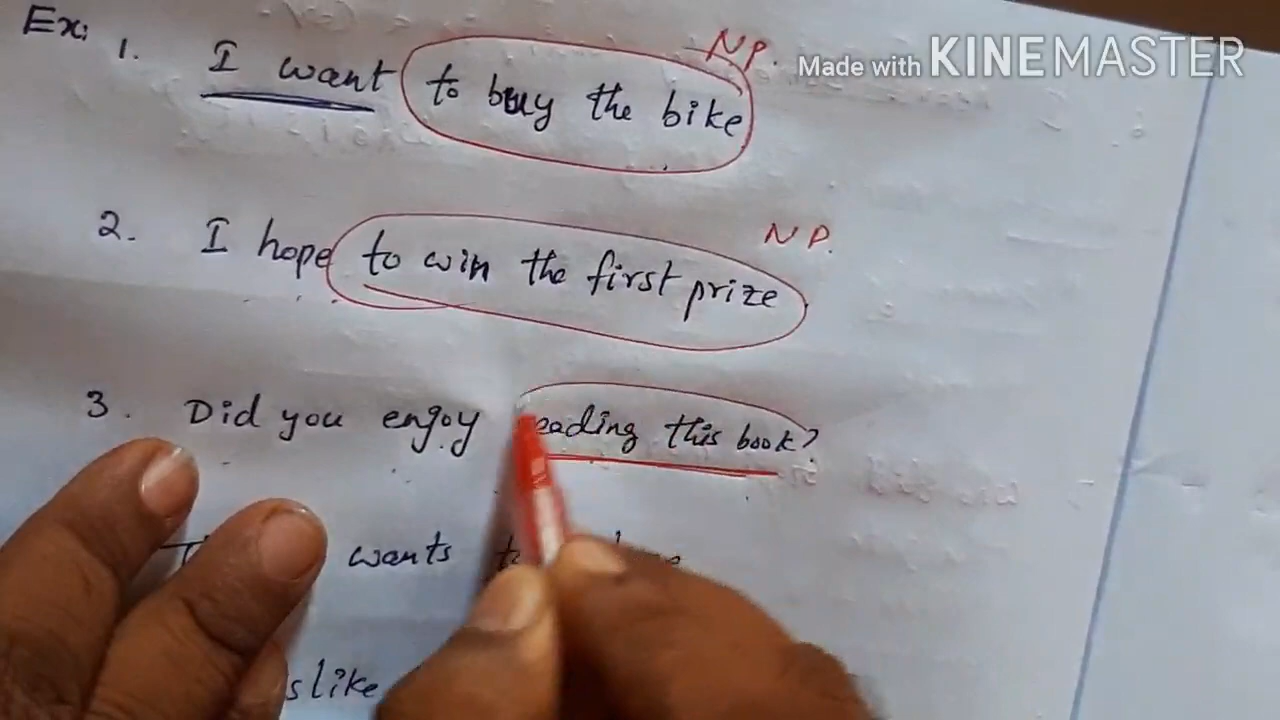 Ex:
Made with KINEMASTER
NP.
1. I want to buy the bike
NP.
2. I hope to win the first prize
3. Did you enjoy reading this book?
wants